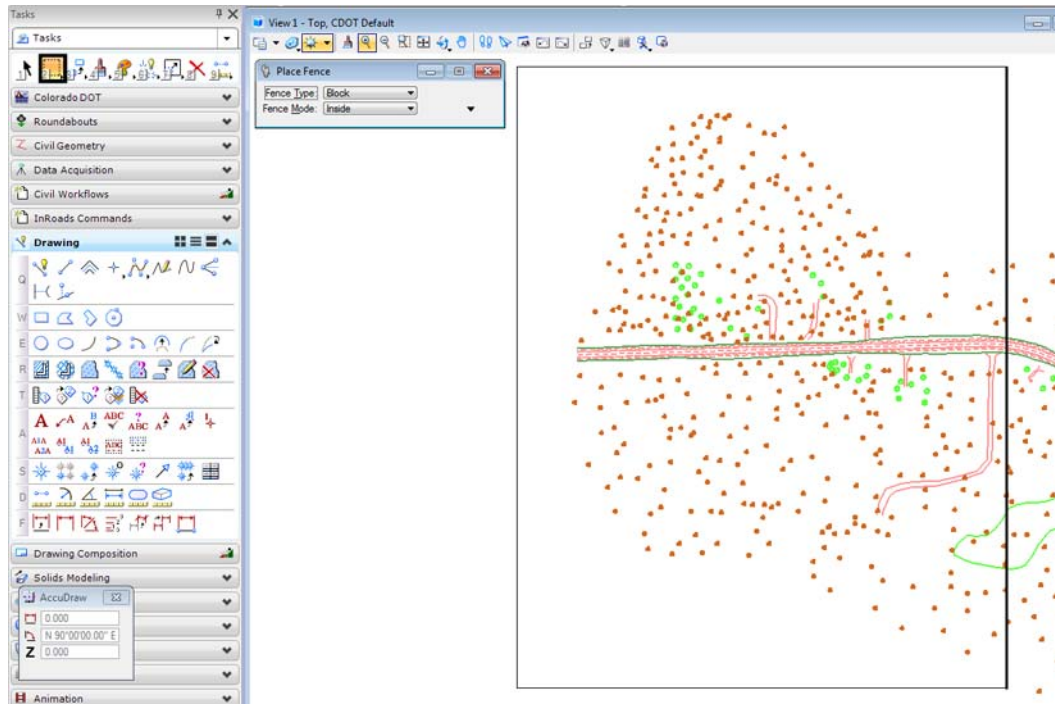 Tasks
Tasks
Colorado DOT
Roundabouts
Civil Geometry
Data Acquisition
Civil Workflows
InRoads Commands
Drawing
Q
W
E
R
T
A
S
D
F
Drawing Composition
Solids Modeling
AccuDraw
0.000
N 90°00'00.00" E
Z 0.000
Animation
View 1 - Top, CDOT Default
Place Fence
Fence Type: Block
Fence Mode: Inside